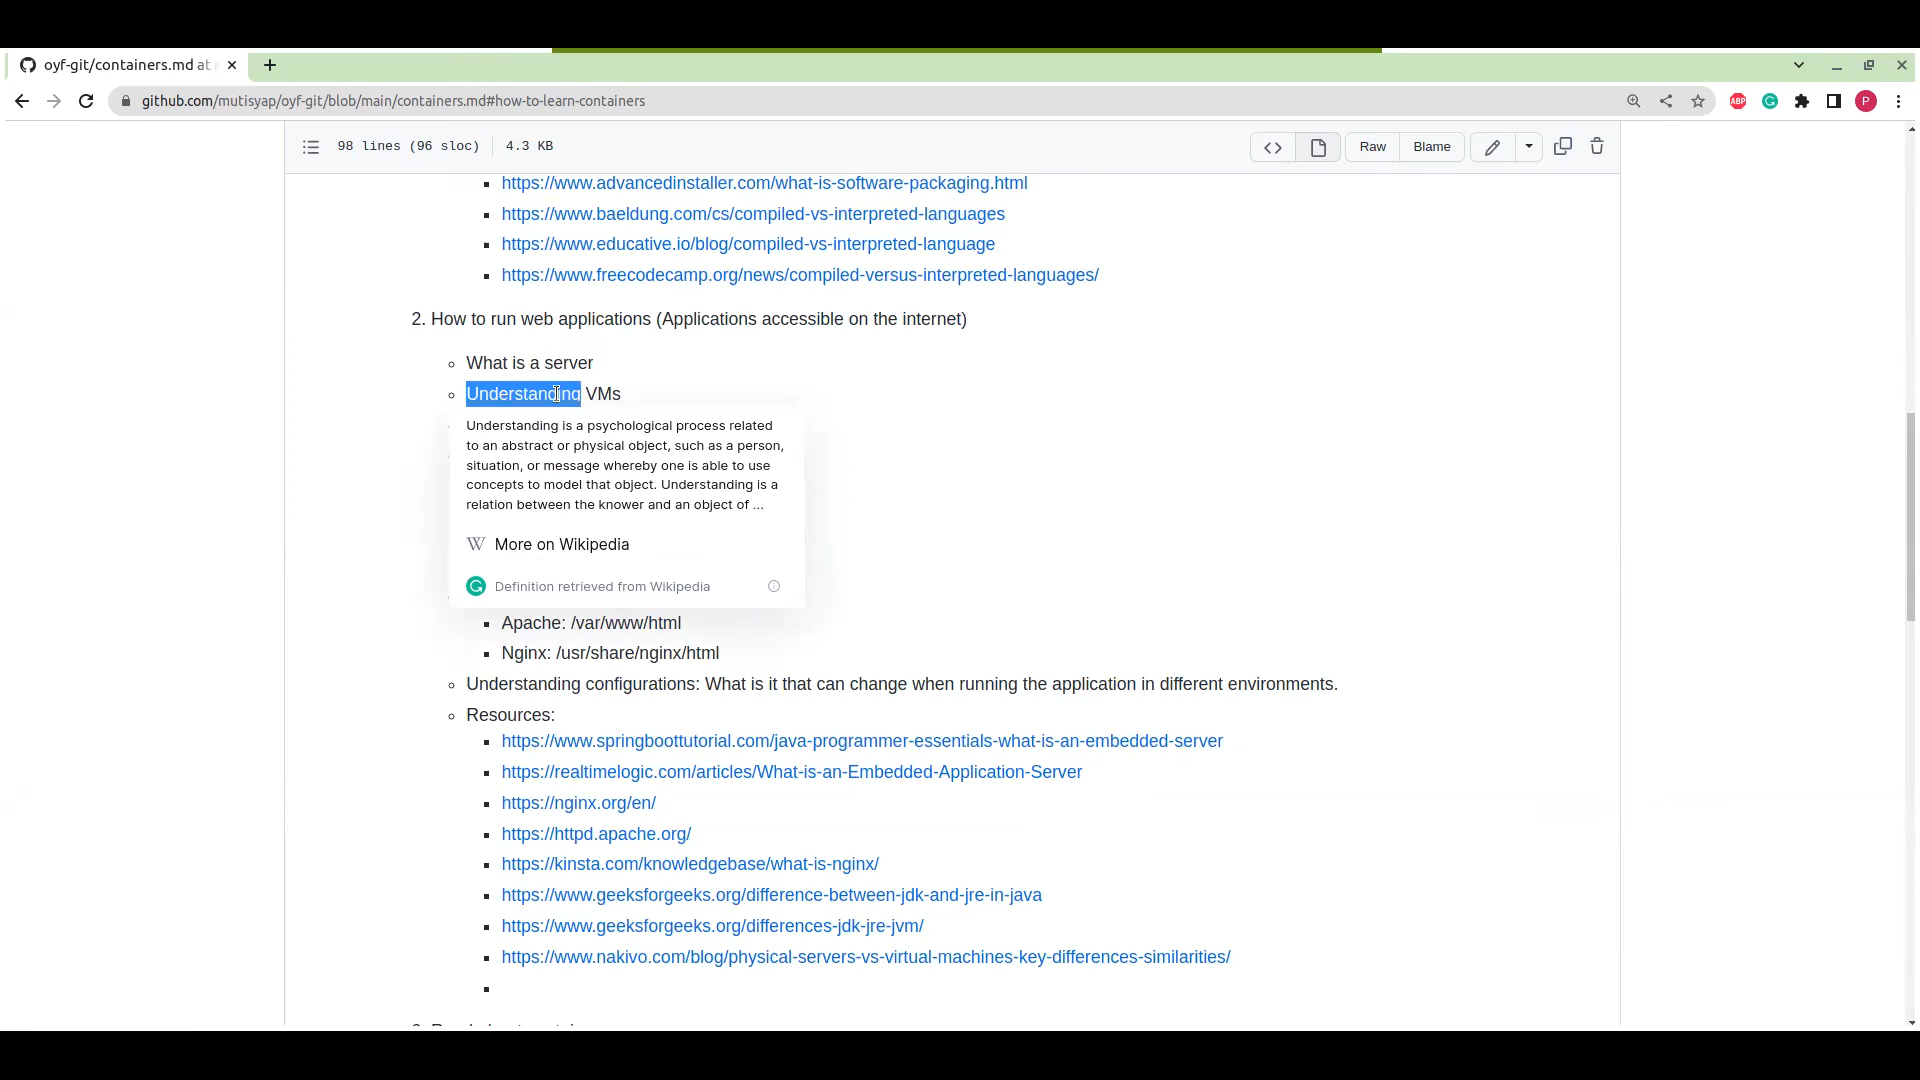 oyf-git/containers.md at
github.com/mutisyap/oyf-git/blob/main/containers.md#how-to-learn-containers
ABP
P
98 lines (96 sloc) 4.3 KB
Raw Blame
https://www.advancedinstaller.com/what-is-software-packaging.html
https://www.baeldung.com/cs/compiled-vs-interpreted-languages
https://www.educative.io/blog/compiled-vs-interpreted-language
https://www.freecodecamp.org/news/compiled-versus-interpreted-languages/
2. How to run web applications (Applications accessible on the internet)
What is a server
Understanding VMs
Understanding is a psychological process related
to an abstract or physical object, such as a person,
situation, or message whereby one is able to use
concepts to model that object. Understanding is a
relation between the knower and an object of ...
W More on Wikipedia
G Definition retrieved from Wikipedia
Apache: /var/www/html
Nginx: /usr/share/nginx/html
Understanding configurations: What is it that can change when running the application in different environments.
Resources:
https://www.springboottutorial.com/java-programmer-essentials-what-is-an-embedded-server
https://realtimelogic.com/articles/What-is-an-Embedded-Application-Server
https://nginx.org/en/
https://httpd.apache.org/
https://kinsta.com/knowledgebase/what-is-nginx/
https://www.geeksforgeeks.org/difference-between-jdk-and-jre-in-java
https://www.geeksforgeeks.org/differences-jdk-jre-jvm/
https://www.nakivo.com/blog/physical-servers-vs-virtual-machines-key-differences-similarities/